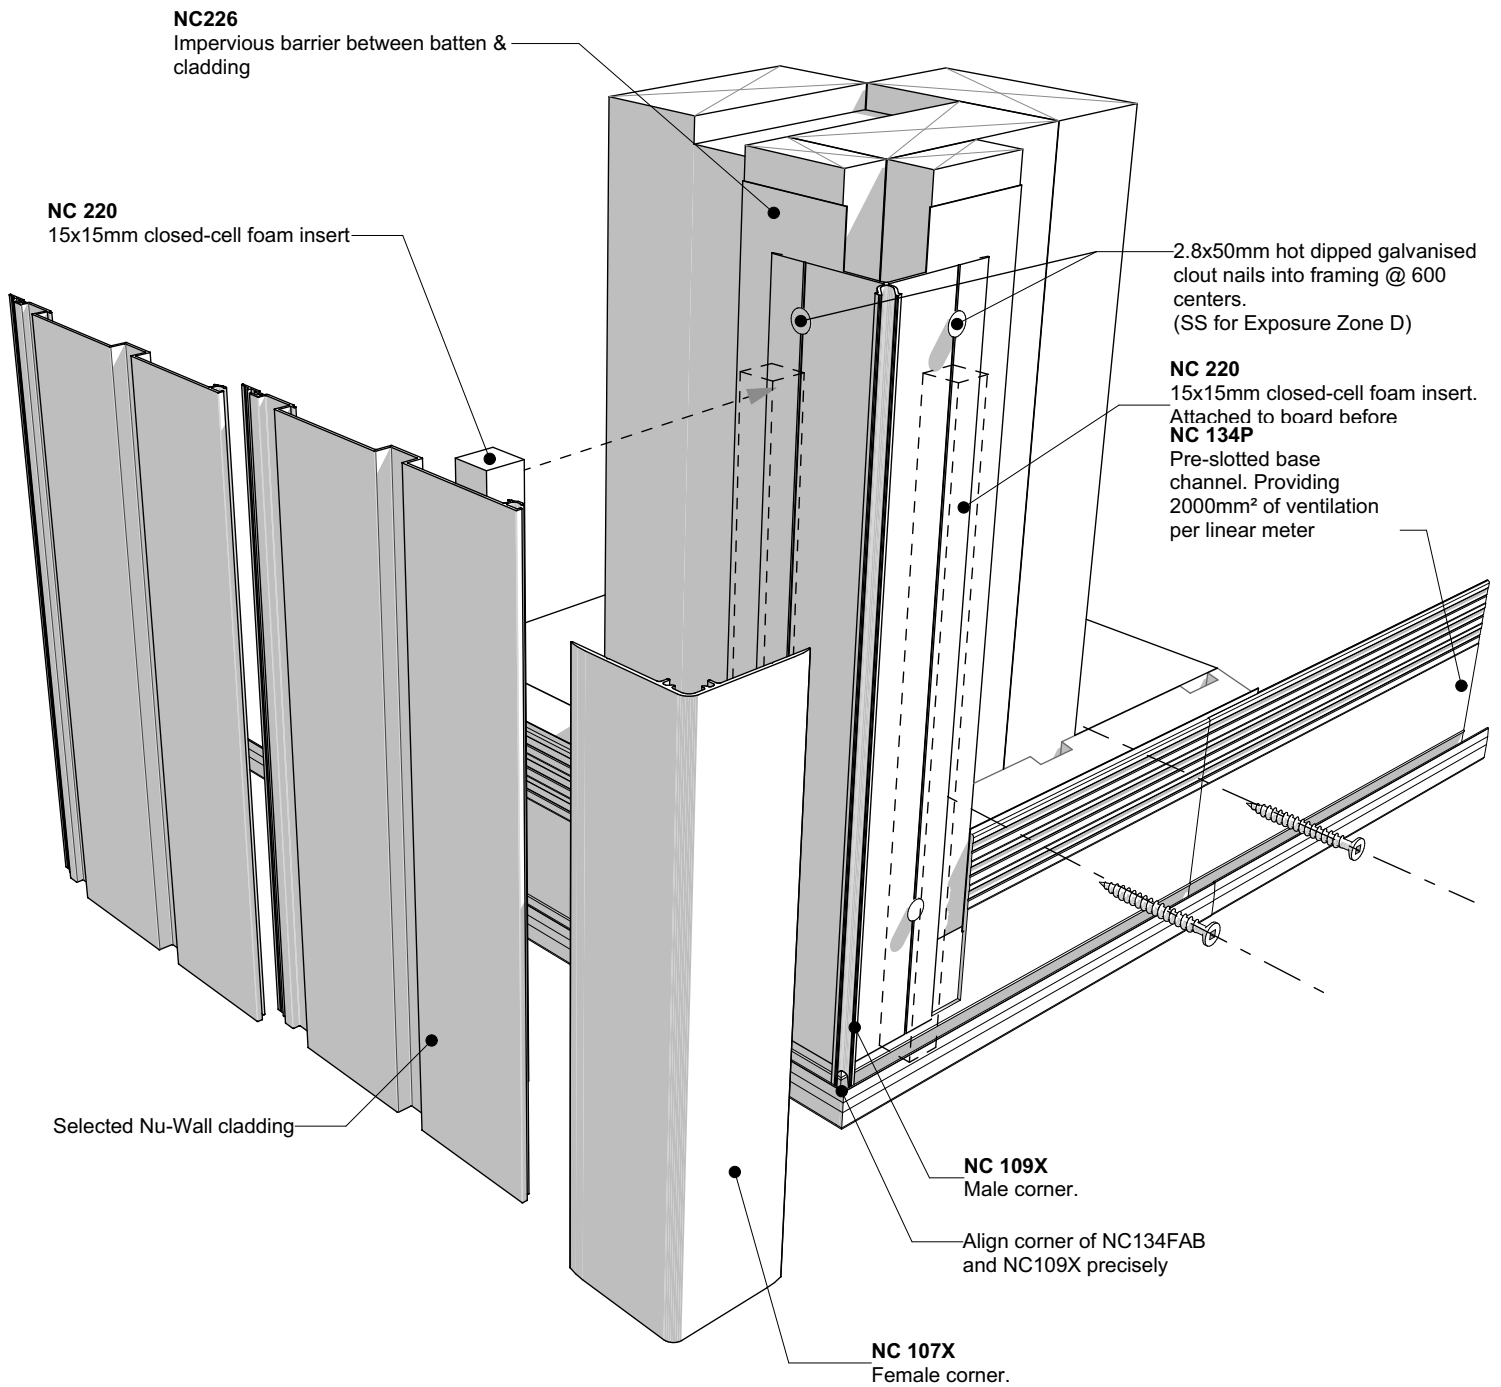 NC226
Impervious barrier between batten &
cladding
NC 220
15x15mm closed-cell foam insert
2.8x50mm hot dipped galvanised
clout nails into framing @ 600
centers.
(SS for Exposure Zone D)
NC 220
15x15mm closed-cell foam insert.
Attached to board before
NC 134P
Pre-slotted base
channel. Providing
2000mm² of ventilation
per linear meter
Selected Nu-Wall cladding
NC 109X
Male corner.
Align corner of NC134FAB
and NC109X precisely
NC 107X
Female corner.